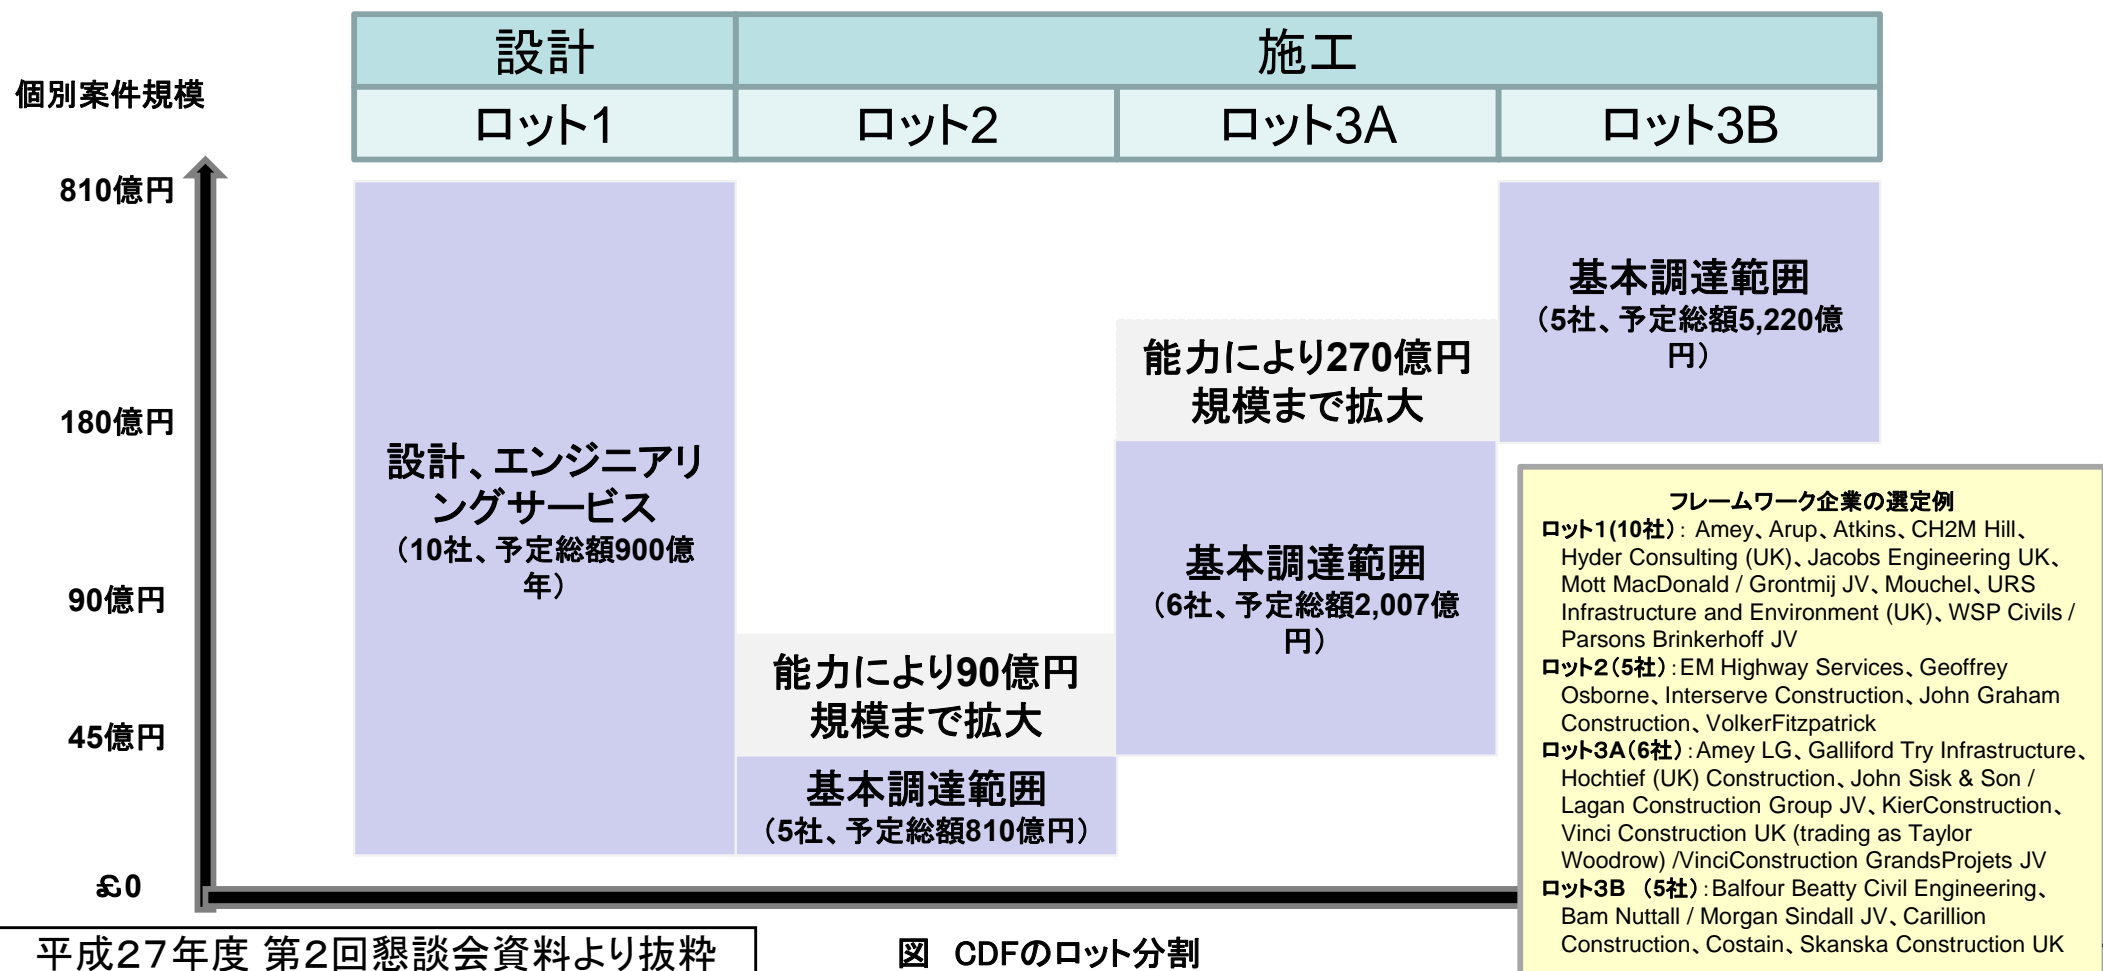 設計
施工
個別案件規模
ロット1
ロット2
ロット3A
ロット3B
810億円
180億円
90億円
45億円
£0
設計、エンジニアリ
ングサービス
（10社、予定総額900億
年）
能力により90億円
規模まで拡大
基本調達範囲
（5社、予定総額810億円）
能力により270億円
規模まで拡大
基本調達範囲
（6社、予定総額2,007億
円）
基本調達範囲
（5社、予定総額5,220億
円）
フレームワーク企業の選定例
ロット1(10社）：Amey、Arup、Atkins、CH2M Hill、
Hyder Consulting (UK)、Jacobs Engineering UK、
Mott MacDonald / Grontmij JV、Mouchel、URS
Infrastructure and Environment (UK)、WSP Civils /
Parsons Brinkerhoff JV
ロット2（5社）：EM Highway Services、Geoffrey
Osborne、Interserve Construction、John Graham
Construction、VolkerFitzpatrick
ロット3A（6社）：Amey LG、Galliford Try Infrastructure、
Hochtief (UK) Construction、John Sisk & Son /
Lagan Construction Group JV、KierConstruction、
Vinci Construction UK (trading as Taylor
Woodrow) /VinciConstruction GrandsProjets JV
ロット3B （5社）：Balfour Beatty Civil Engineering、
Bam Nuttall / Morgan Sindall JV、Carillion
Construction、Costain、Skanska Construction UK
平成27年度 第2回懇談会資料より抜粋
図 CDFのロット分割